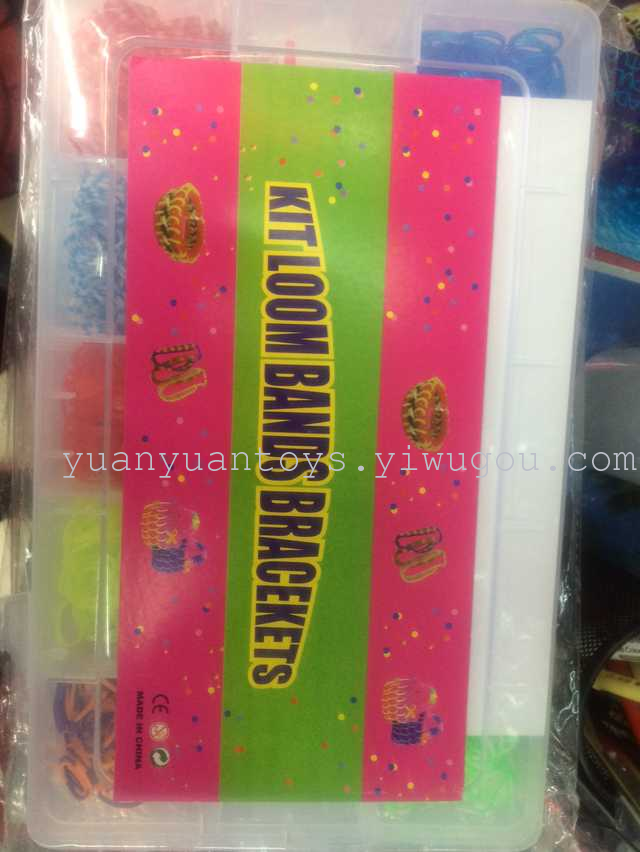 KIT LOOM BANDS BRACEKETS
yuanyuantoys.yiwugou.com
CE
MADE IN CHINA